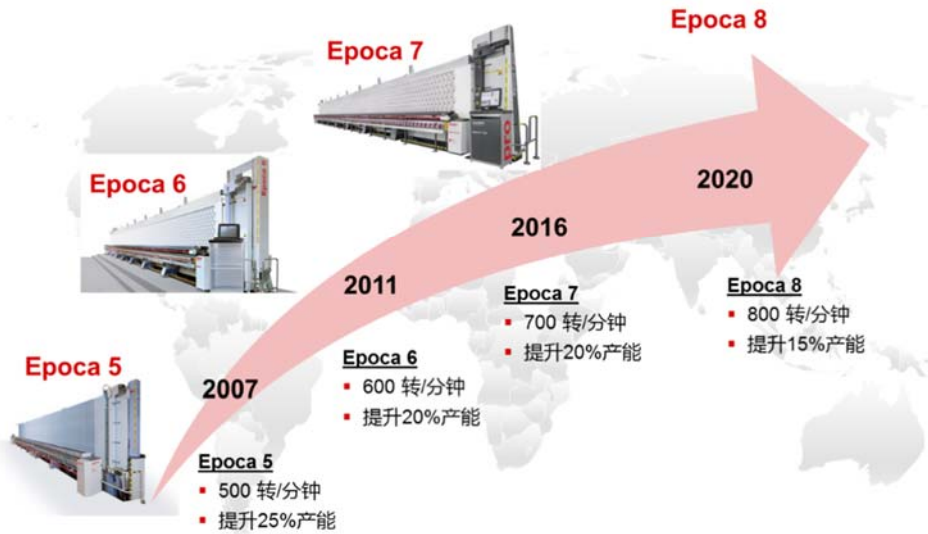 Epoca 8
Epoca 7
pro
Epoca 6
2020
2016
2011
Epoca 7
▪ 700 转/分钟
▪ 提升20%产能
Epoca 8
▪ 800 转/分钟
▪ 提升15%产能
Epoca 5
2007
Epoca 6
▪ 600 转/分钟
▪ 提升20%产能
Epoca 5
▪ 500 转/分钟
▪ 提升25%产能